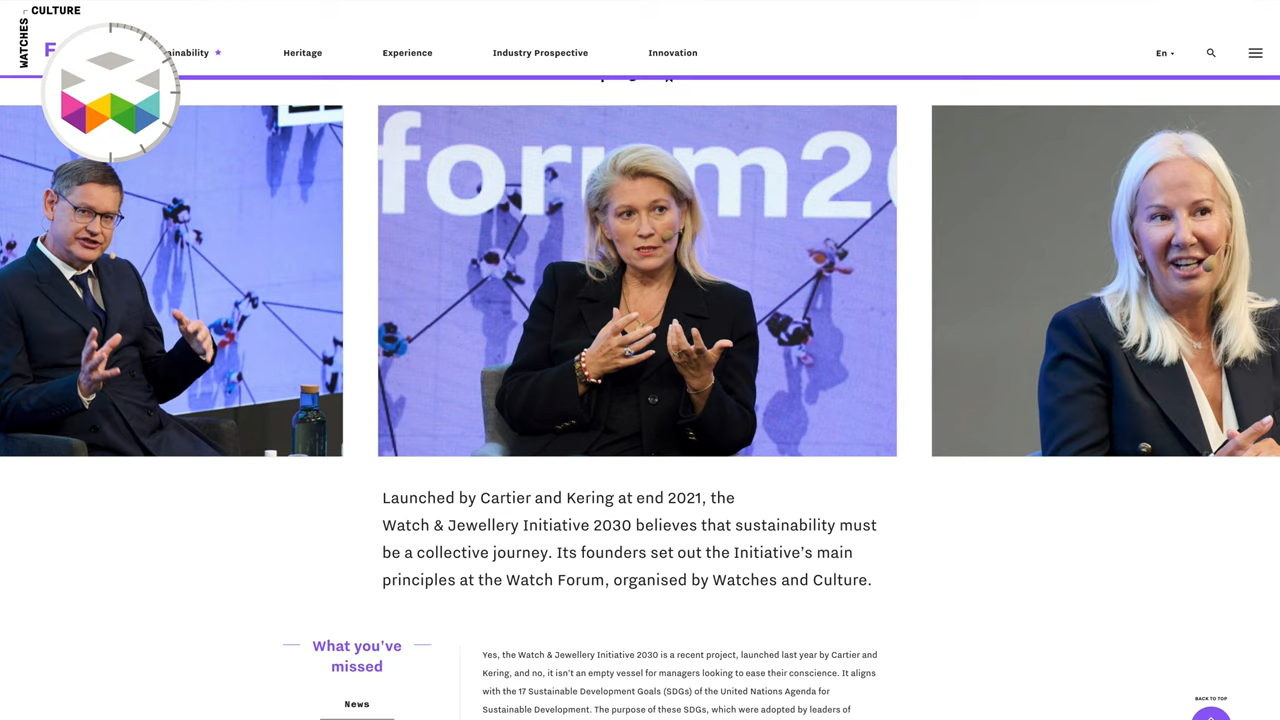 CULTURE
WATCHES
F
ainability
Heritage
Experience
Industry Prospective
Innovation
En
forum20
Launched by Cartier and Kering at end 2021, the
Watch & Jewellery Initiative 2030 believes that sustainability must
be a collective journey. Its founders set out the Initiative's main
principles at the Watch Forum, organised by Watches and Culture.
What you've
missed
News
Yes, the Watch & Jewellery Initiative 2030 is a recent project, launched last year by Cartier and
Kering, and no, it isn't an empty vessel for managers looking to ease their conscience. It aligns
with the 17 Sustainable Development Goals (SDGs) of the United Nations Agenda for
Sustainable Development. The purpose of these SDGs, which were adopted by leaders of
BACK TO TOP